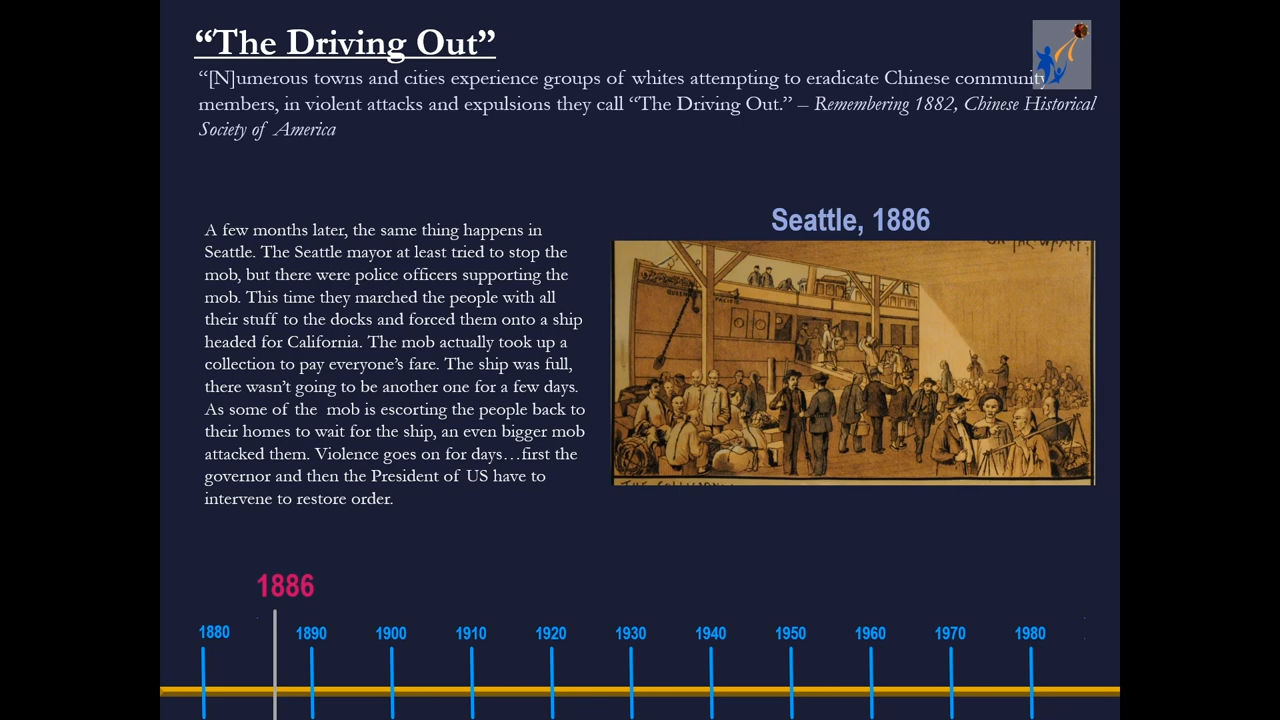 “The Driving Out”
“[N]umerous towns and cities experience groups of whites attempting to eradicate Chinese community
members, in violent attacks and expulsions they call “The Driving Out.” – Remembering 1882, Chinese Historical
Society of America
Seattle, 1886
A few months later, the same thing happens in
Seattle. The Seattle mayor at least tried to stop the
mob, but there were police officers supporting the
mob. This time they marched the people with all
their stuff to the docks and forced them onto a ship
headed for California. The mob actually took up a
collection to pay everyone’s fare. The ship was full,
there wasn’t going to be another one for a few days.
As some of the mob is escorting the people back to
their homes to wait for the ship, an even bigger mob
attacked them. Violence goes on for days…first the
governor and then the President of US have to
intervene to restore order.
1886
1880 1890 1900 1910 1920 1930 1940 1950 1960 1970 1980